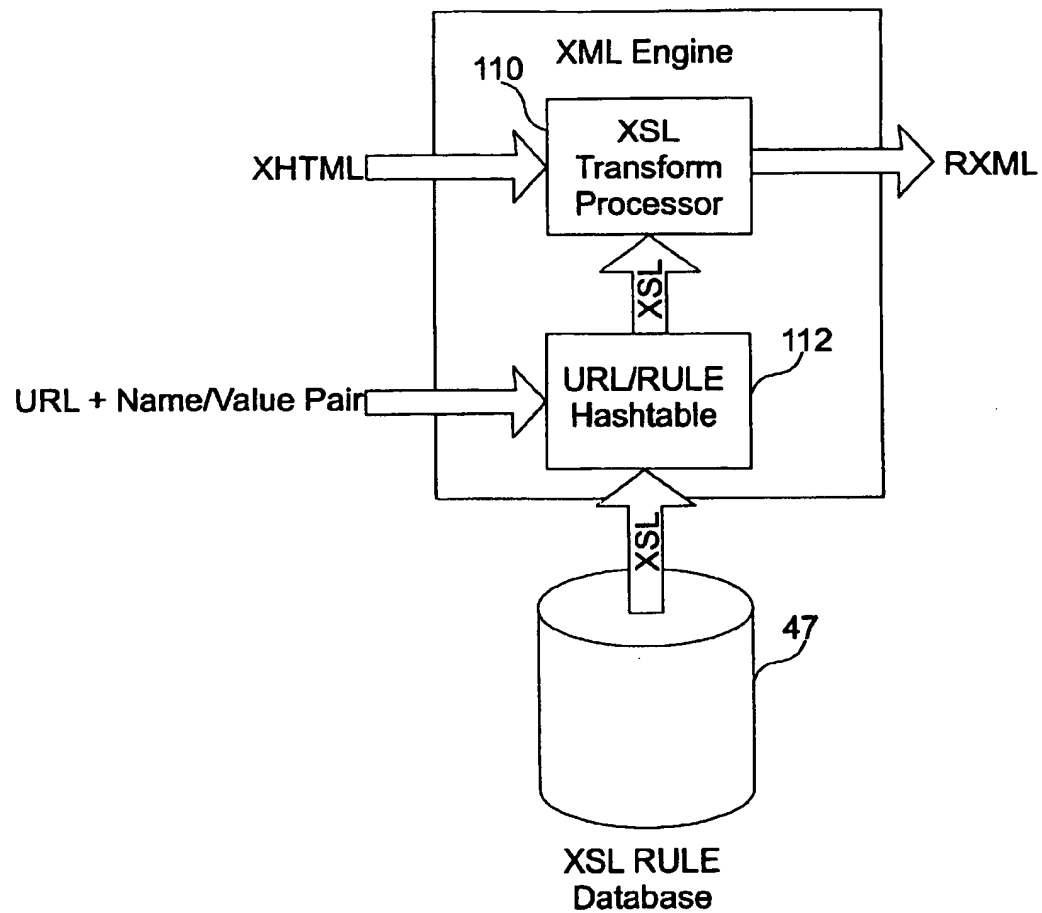 XML Engine
110
XSL
Transform
Processor
XHTML
RXML
XSL
112
URL/RULE
Hashtable
URL + Name/Value Pair
XSL
47
XSL RULE
Database